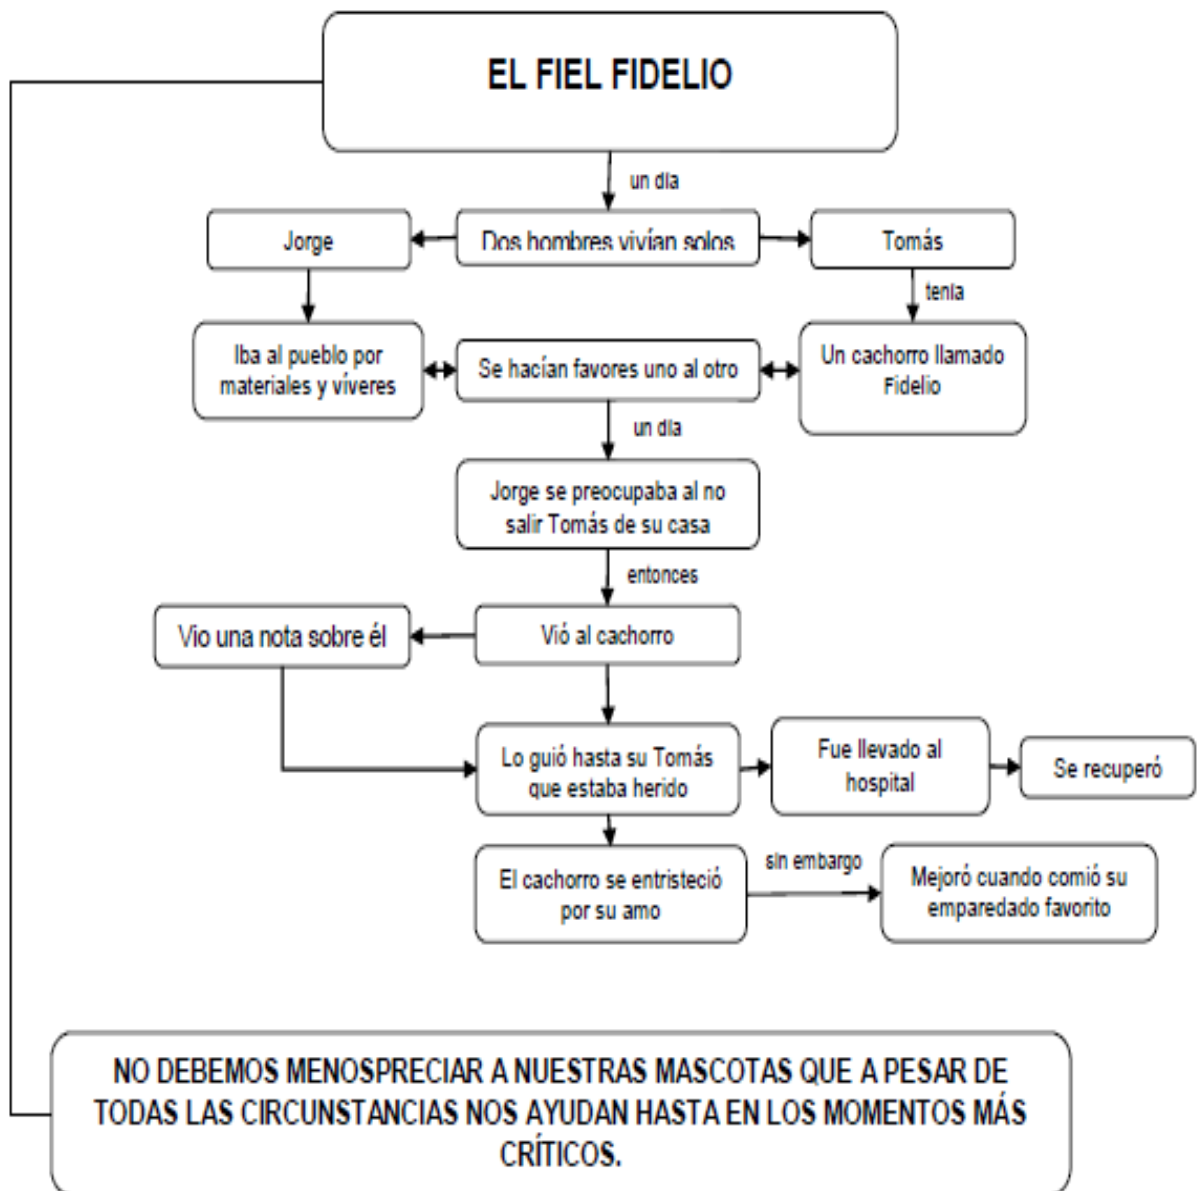 EL FIEL FIDELIO
un día
Jorge
Dos hombres vivían solos
Tomás
tenía
Iba al pueblo por
materiales y víveres
Se hacían favores uno al otro
Un cachorro llamado
Fidelio
un día
Jorge se preocupaba al no
salir Tomás de su casa
entonces
Vio una nota sobre él
Vió al cachorro
Lo guió hasta su Tomás
que estaba herido
Fue llevado al
hospital
Se recuperó
El cachorro se entristeció
por su amo
sin embargo
Mejoró cuando comió su
emparedado favorito
NO DEBEMOS MENOSPRECIAR A NUESTRAS MASCOTAS QUE A PESAR DE
TODAS LAS CIRCUNSTANCIAS NOS AYUDAN HASTA EN LOS MOMENTOS MÁS
CRÍTICOS.